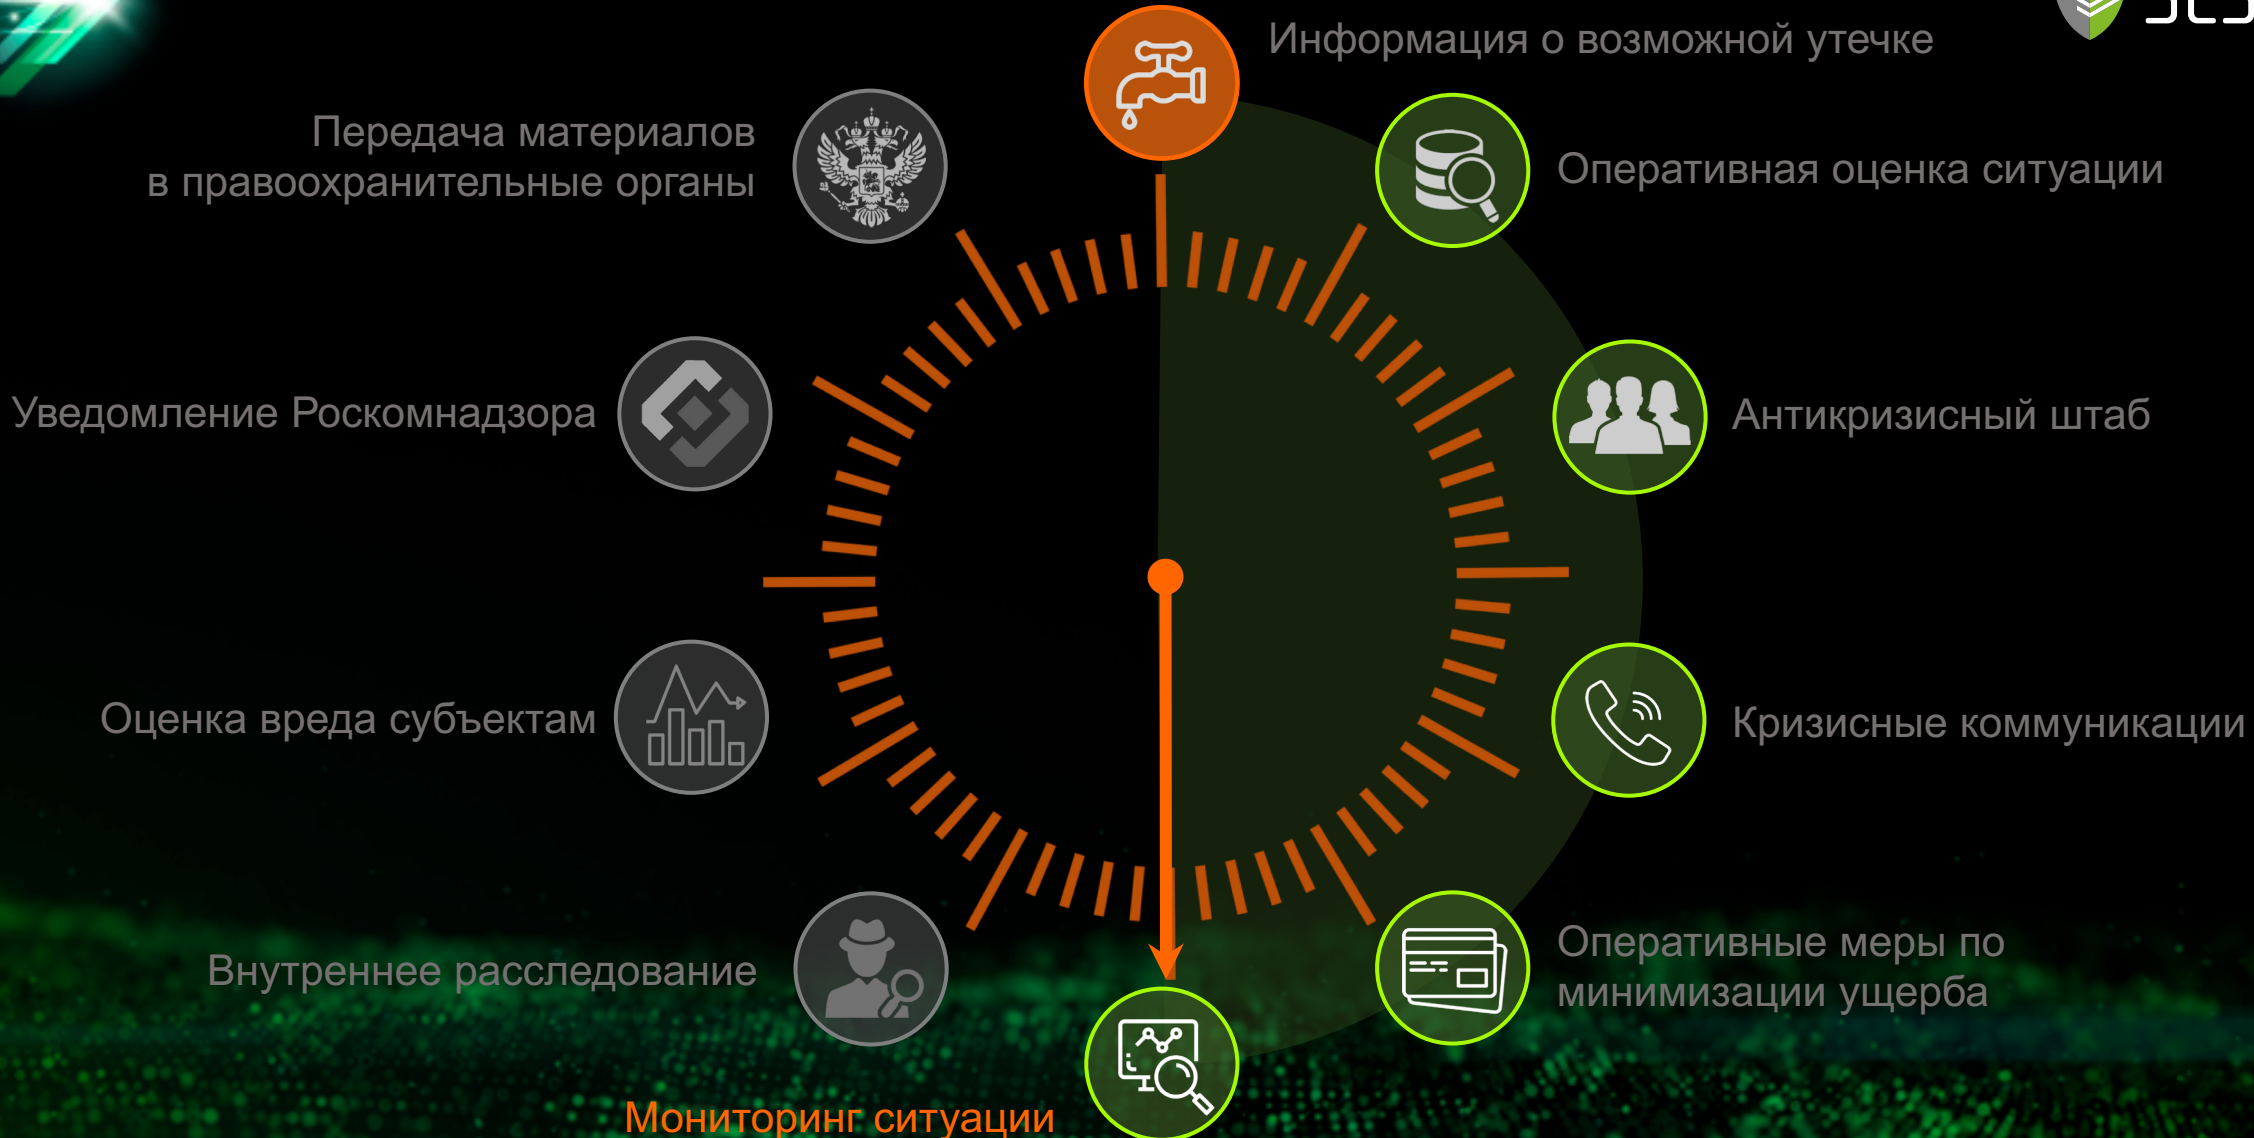 Информация о возможной утечке
Передача материалов
в правоохранительные органы
Оперативная оценка ситуации
Уведомление Роскомнадзора
Антикризисный штаб
Оценка вреда субъектам
Кризисные коммуникации
Внутреннее расследование
Оперативные меры по
минимизации ущерба
Мониторинг ситуации